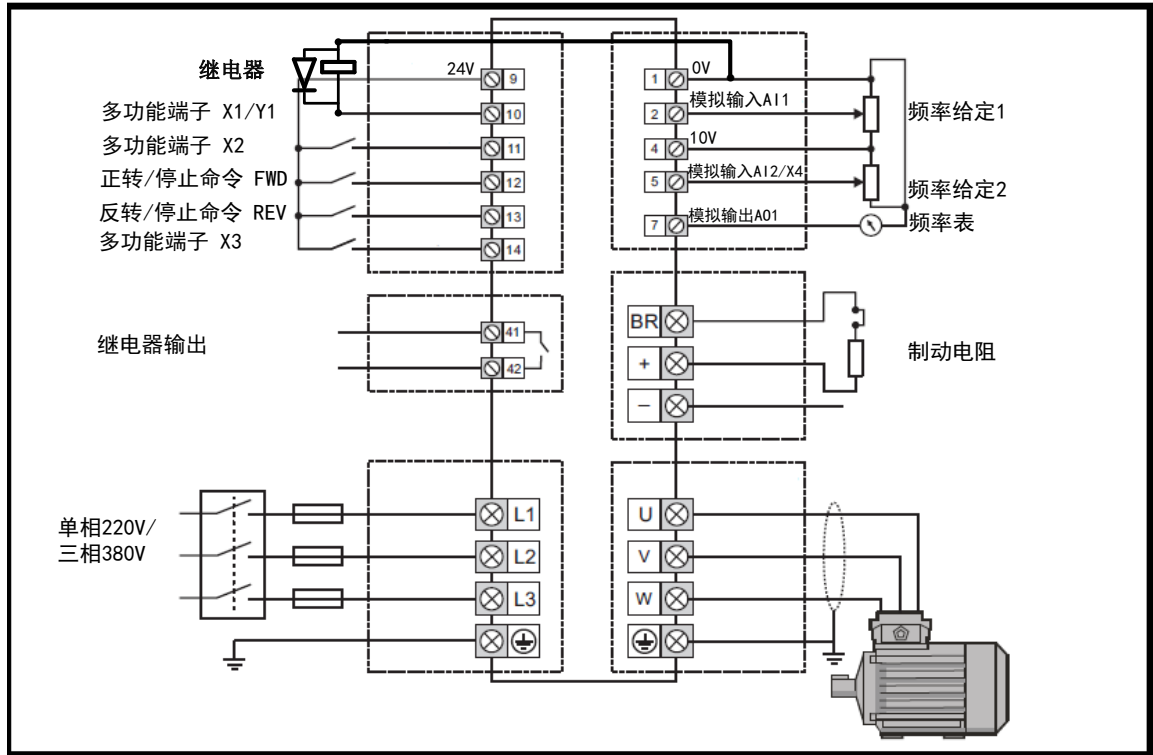 继电器
24V
9
多功能端子 X1/Y1
10
多功能端子 X2
11
正转/停止命令 FWD
12
反转/停止命令 REV
13
多功能端子 X3
14
1
0V
2
模拟输入AI1
频率给定1
4
10V
5
模拟输入AI2/X4
频率给定2
7
模拟输出AO1
频率表
继电器输出
41
42
BR
+
−
制动电阻
单相220V/
三相380V
L1
L2
L3
U
V
W